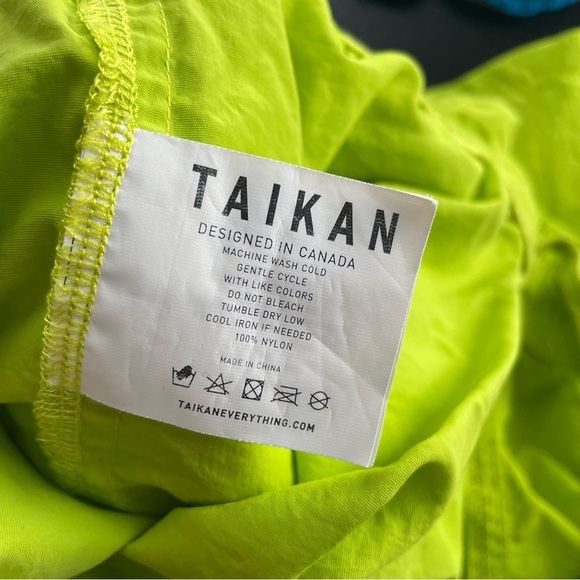 TAIKAN
DESIGNED IN CANADA
MACHINE WASH COLD
GENTLE CYCLE
WITH LIKE COLORS
DO NOT BLEACH
TUMBLE DRY LOW
COOL IRON IF NEEDED
100% NYLON
MADE IN CHINA
TAIKANEVERYTHING.COM